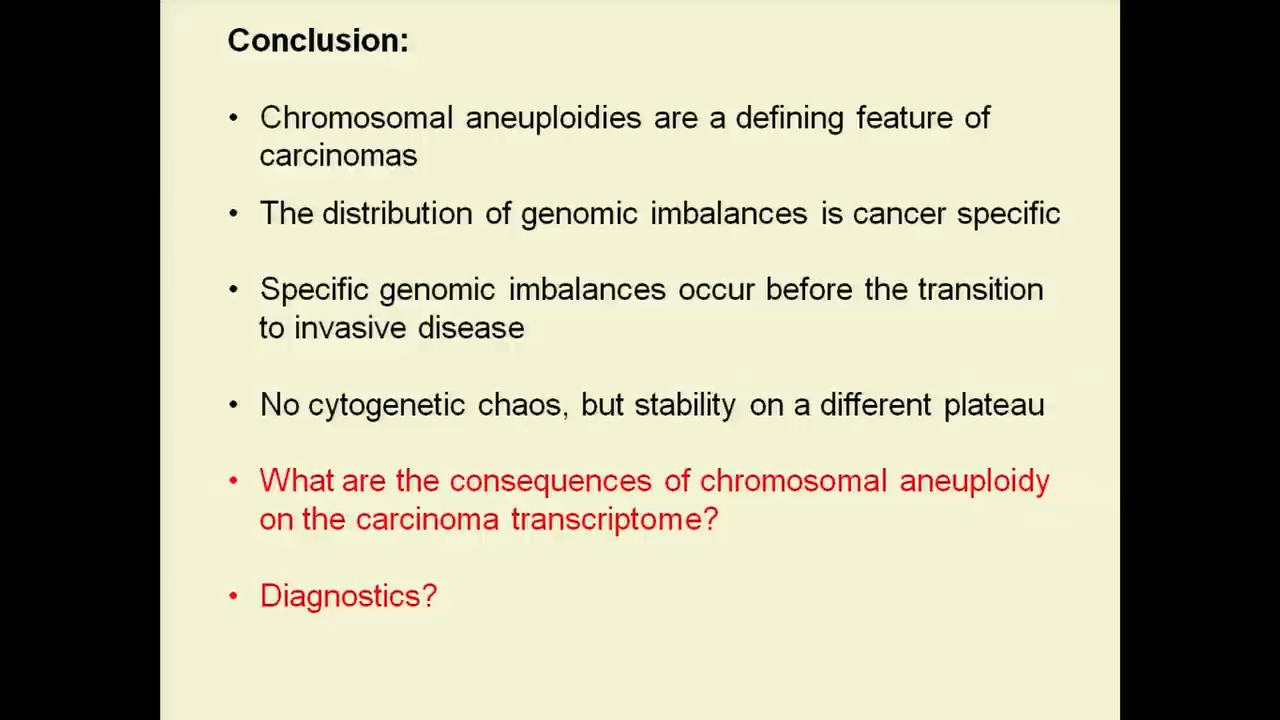 Conclusion:
• Chromosomal aneuploidies are a defining feature of
carcinomas
• The distribution of genomic imbalances is cancer specific
• Specific genomic imbalances occur before the transition
to invasive disease
• No cytogenetic chaos, but stability on a different plateau
• What are the consequences of chromosomal aneuploidy
on the carcinoma transcriptome?
• Diagnostics?